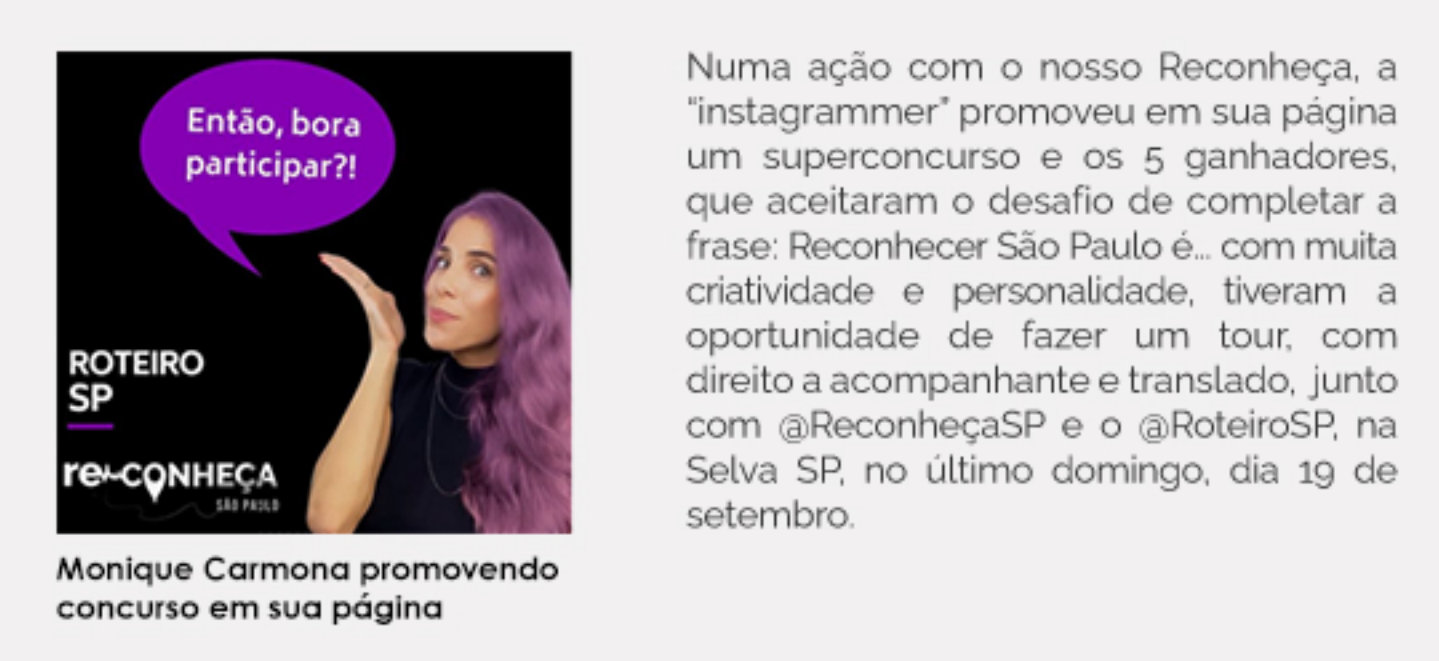 Então, bora
participar?!
ROTEIRO
SP
re-CONHEÇA
SÃO PAULO
Monique Carmona promovendo
concurso em sua página
Numa ação com o nosso Reconheça, a
“instagrammer” promoveu em sua página
um superconcurso e os 5 ganhadores,
que aceitaram o desafio de completar a
frase: Reconhecer São Paulo é... com muita
criatividade e personalidade, tiveram a
oportunidade de fazer um tour, com
direito a acompanhante e translado, junto
com @ReconheçaSP e o @RoteiroSP, na
Selva SP, no último domingo, dia 19 de
setembro.